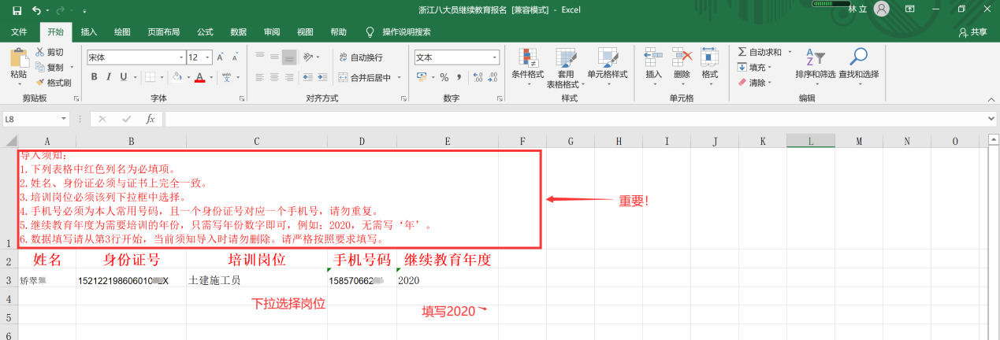 浙江八大员继续教育报名 [兼容模式] - Excel
林 立
文件 开始 插入 绘图 页面布局 公式 数据 审阅 视图 帮助 操作说明搜索 共享
粘贴 剪切 复制 格式刷 剪贴板
宋体 12 A A B I U A wén 文 字体
自动换行 合并后居中 对齐方式
文本 % , 数字
条件格式 套用 表格格式 单元格样式 样式
插入 删除 格式 单元格
自动求和 填充 清除 排序和筛选 查找和选择 编辑
L8 fx
A B C D E F G H I J K L M N O
1
导入须知:
1.下列表格中红色列名为必填项。
2.姓名、身份证必须与证书上完全一致。
3.培训岗位必须该列下拉框中选择。
4.手机号必须为本人常用号码，且一个身份证号对应一个手机号，请勿重复。
5.继续教育年度为需要培训的年份，只需写年份数字即可，例如：2020，无需写‘年’。
6.数据填写请从第3行开始，当前须知导入时请勿删除。请严格按照要求填写。
重要！
2 姓名 身份证号 培训岗位 手机号码 继续教育年度
3 矫翠 15212219860601 X 土建施工员 158570662 2020
4 下拉选择岗位
5 填写2020
6